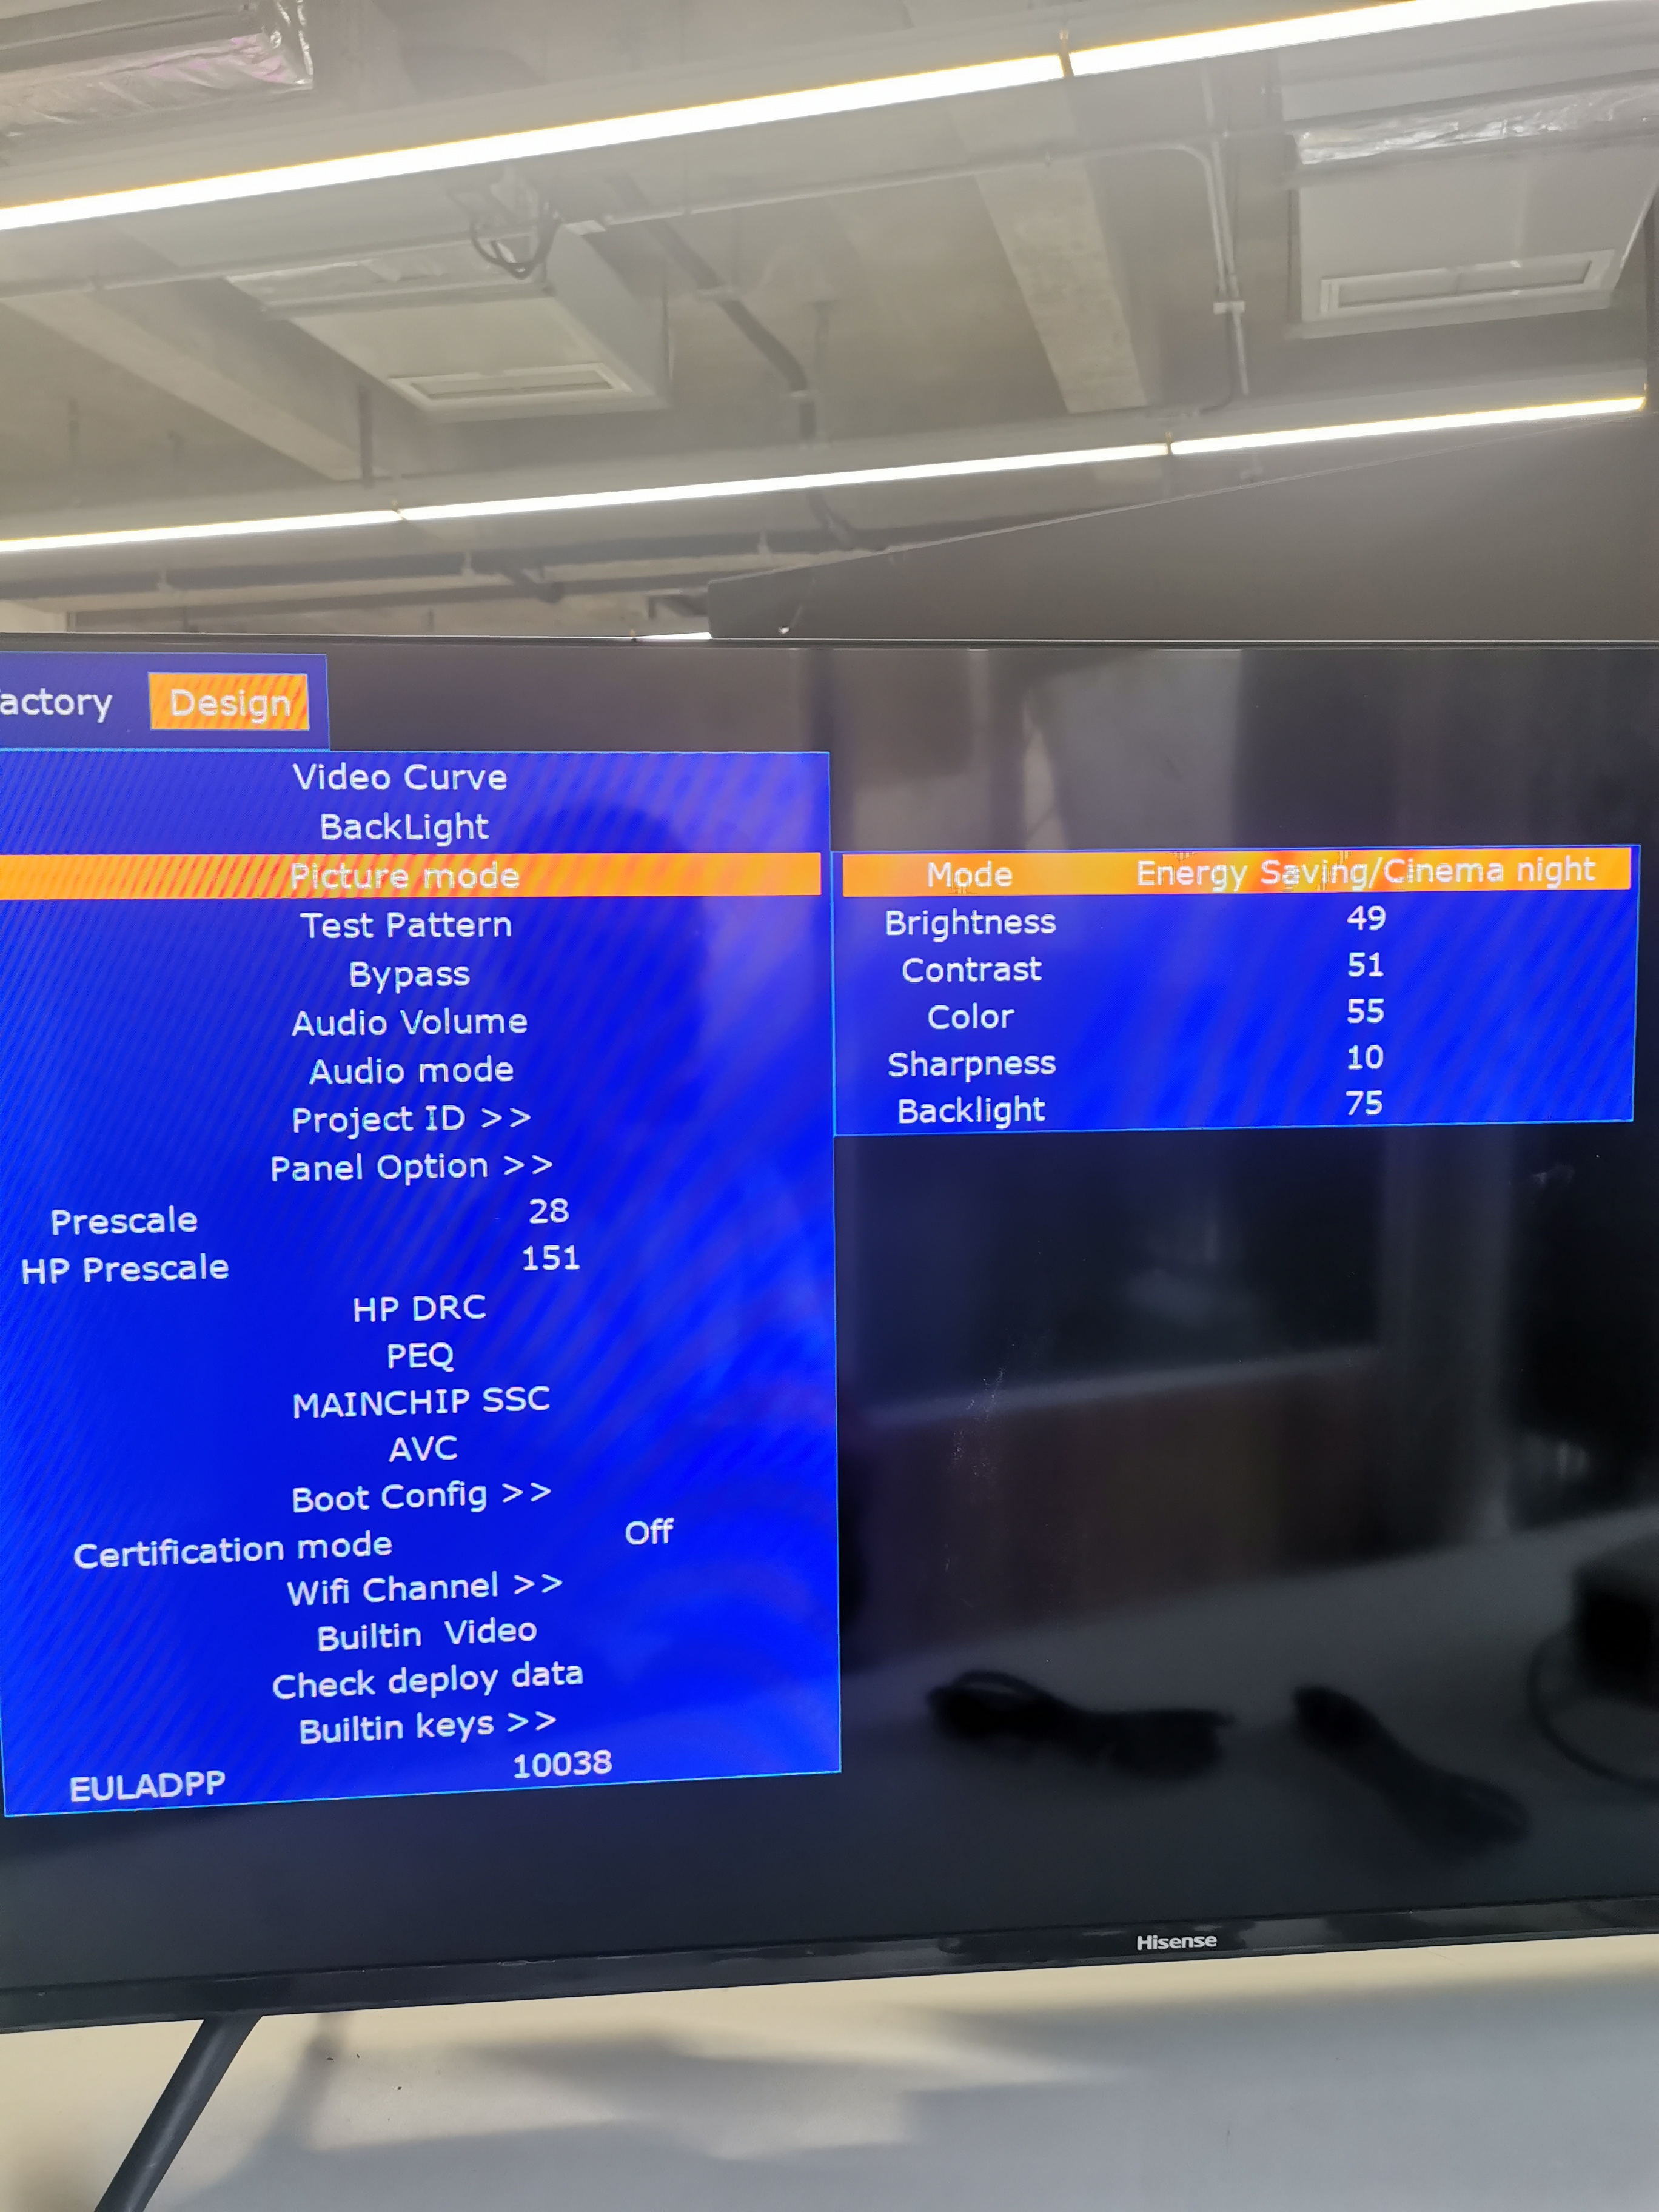 actory Design
Video Curve
BackLight
Picture mode
Test Pattern
Bypass
Audio Volume
Audio mode
Project ID >>
Panel Option >>
Prescale 28
HP Prescale 151
HP DRC
PEQ
MAINCHIP SSC
AVC
Boot Config >>
Certification mode Off
Wifi Channel >>
Builtin Video
Check deploy data
Builtin keys >>
EULADPP 10038
Mode Energy Saving/Cinema night
Brightness 49
Contrast 51
Color 55
Sharpness 10
Backlight 75
Hisense